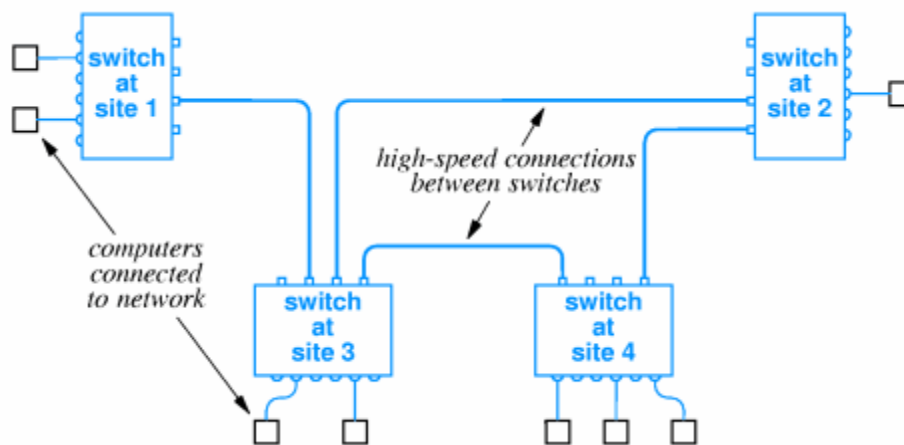 switch
at
site 1
switch
at
site 2
high-speed connections
between switches
computers
connected
to network
switch
at
site 3
switch
at
site 4